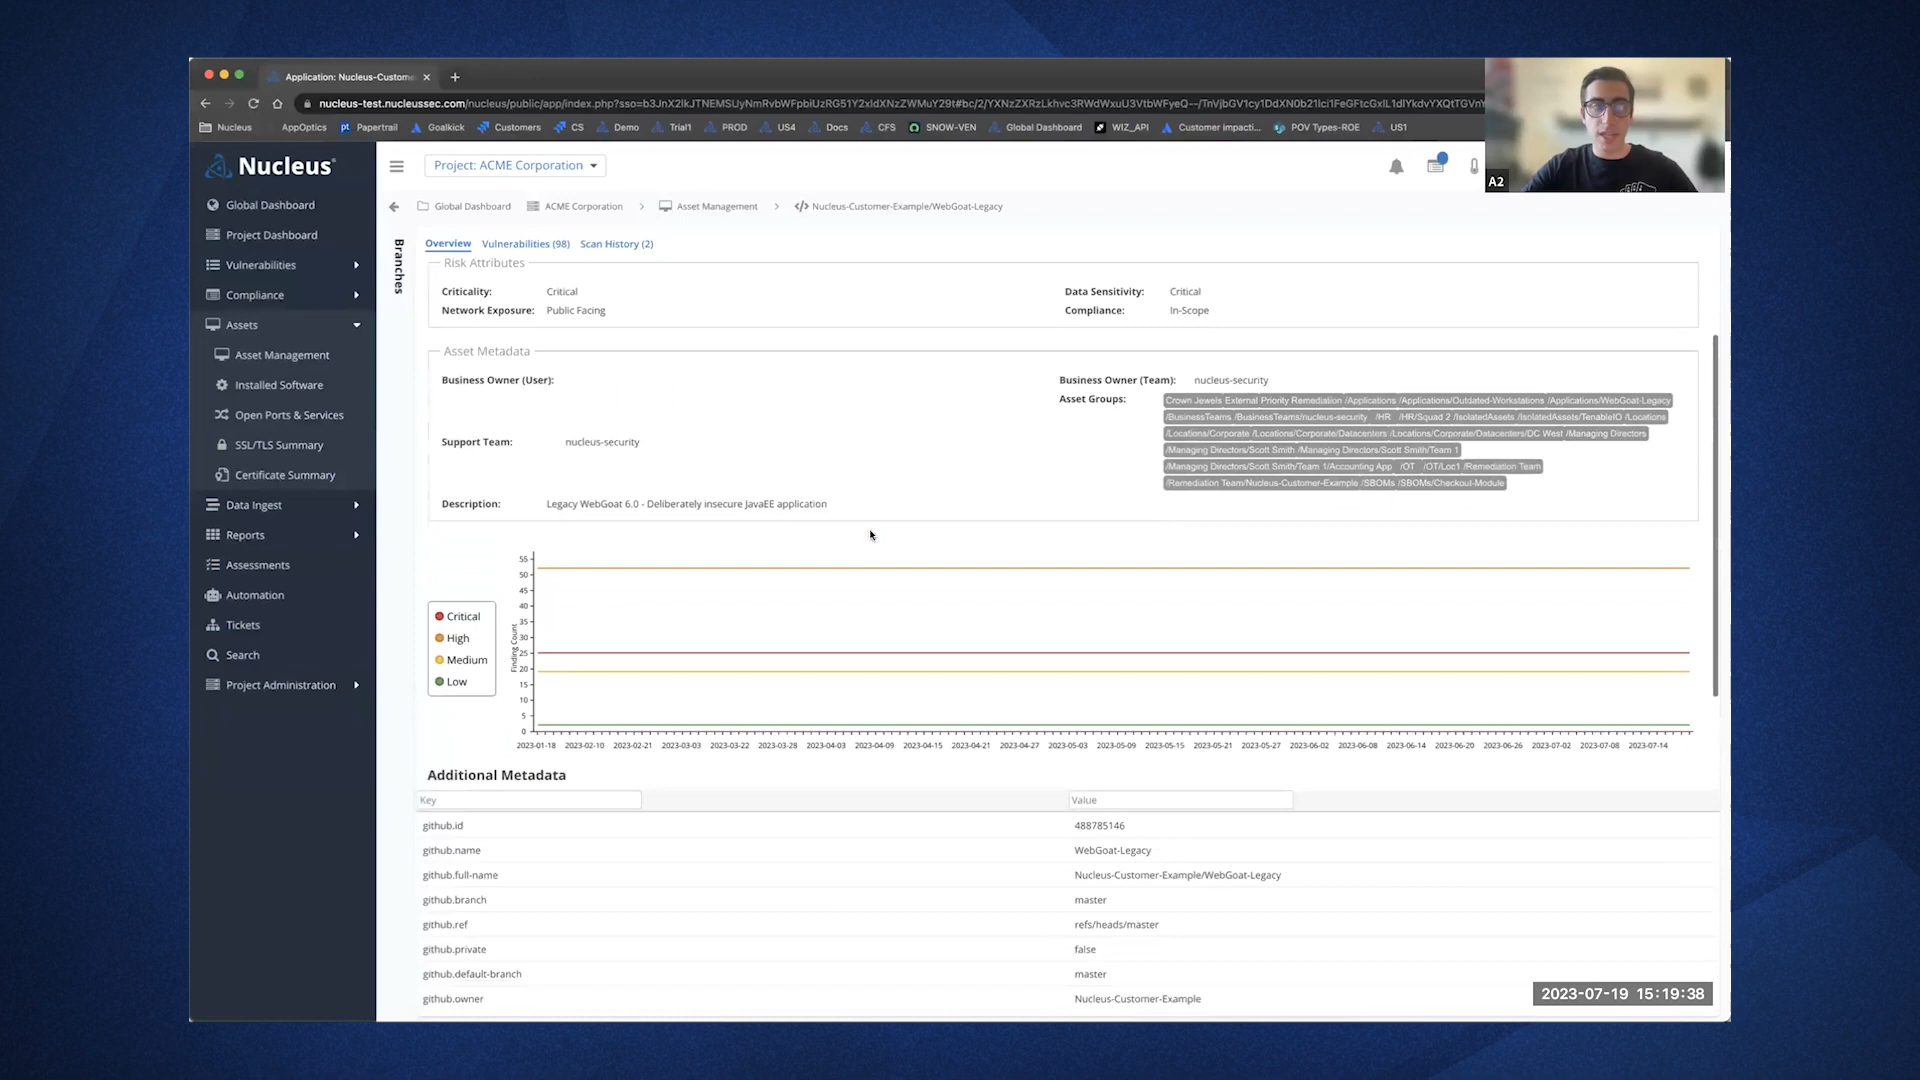 Application: Nucleus-Custome
nucleus-test.nucleussec.com/nucleus/public/app/index.php?sso=
Nucleus AppOptics Papertrail Goalkick Customers CS Demo Trial1 PROD US4 Docs CFS SNOW-VEN Global Dashboard WIZ_API Customer impacti... POV Types-ROE US1
A2
Nucleus
Project: ACME Corporation
Global Dashboard
Project Dashboard
Vulnerabilities
Compliance
Assets
Asset Management
Installed Software
Open Ports & Services
SSL/TLS Summary
Certificate Summary
Data Ingest
Reports
Assessments
Automation
Tickets
Search
Project Administration
Global Dashboard ACME Corporation > Asset Management > Nucleus-Customer-Example/WebGoat-Legacy
Branches
Overview Vulnerabilities (98) Scan History (2)
Risk Attributes
Criticality: Critical Data Sensitivity: Critical
Network Exposure: Public Facing Compliance: In-Scope
Asset Metadata
Business Owner (User): Business Owner (Team): nucleus-security
Asset Groups: Crown Jewels External Priority Remediation /Applications /Applications/Outdated-Workstations /Applications/WebGoat-Legacy
/BusinessTeams /BusinessTeams/nucleus-security /HR /HR/Squad 2 /IsolatedAssets /IsolatedAssets/TenableIO /Locations
/Locations/Corporate /Locations/Corporate/Datacenters /Locations/Corporate/Datacenters/DC West /Managing Directors
Support Team: nucleus-security
/Managing Directors/Scott Smith /Managing Directors/Scott Smith/Team 1
/Managing Directors/Scott Smith/Team 1/Accounting App /OT /OT/Loc1 /Remediation Team
/Remediation Team/Nucleus-Customer-Example /SBOMs /SBOMs/Checkout-Module
Description: Legacy WebGoat 6.0 - Deliberately insecure JavaEE application
Critical
High
Medium
Low
Finding Count
55
50
45
40
35
30
25
20
15
10
5
0
2023-01-18 2023-02-10 2023-02-21 2023-03-03 2023-03-22 2023-03-28 2023-04-03 2023-04-09 2023-04-15 2023-04-21 2023-04-27 2023-05-03 2023-05-09 2023-05-15 2023-05-21 2023-05-27 2023-06-02 2023-06-08 2023-06-14 2023-06-20 2023-06-26 2023-07-02 2023-07-08 2023-07-14
Additional Metadata
Key Value
github.id 488785146
github.name WebGoat-Legacy
github.full-name Nucleus-Customer-Example/WebGoat-Legacy
github.branch master
github.ref refs/heads/master
github.private false
github.default-branch master
github.owner Nucleus-Customer-Example
2023-07-19 15:19:38